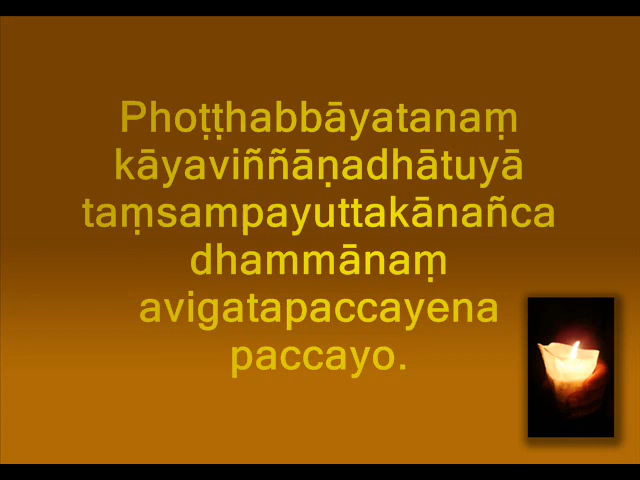 Phoṭṭhabbāyatanaṃ
kāyaviññāṇadhātuyā
taṃsampayuttakānañca
dhammānaṃ
avigatapaccayena
paccayo.